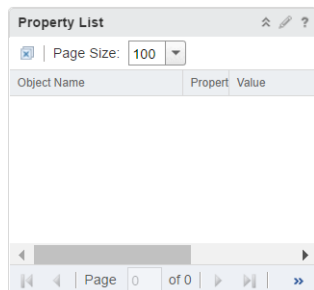 Property List ?
Page Size: 100
Object Name Propert Value
Page 0 of 0 »